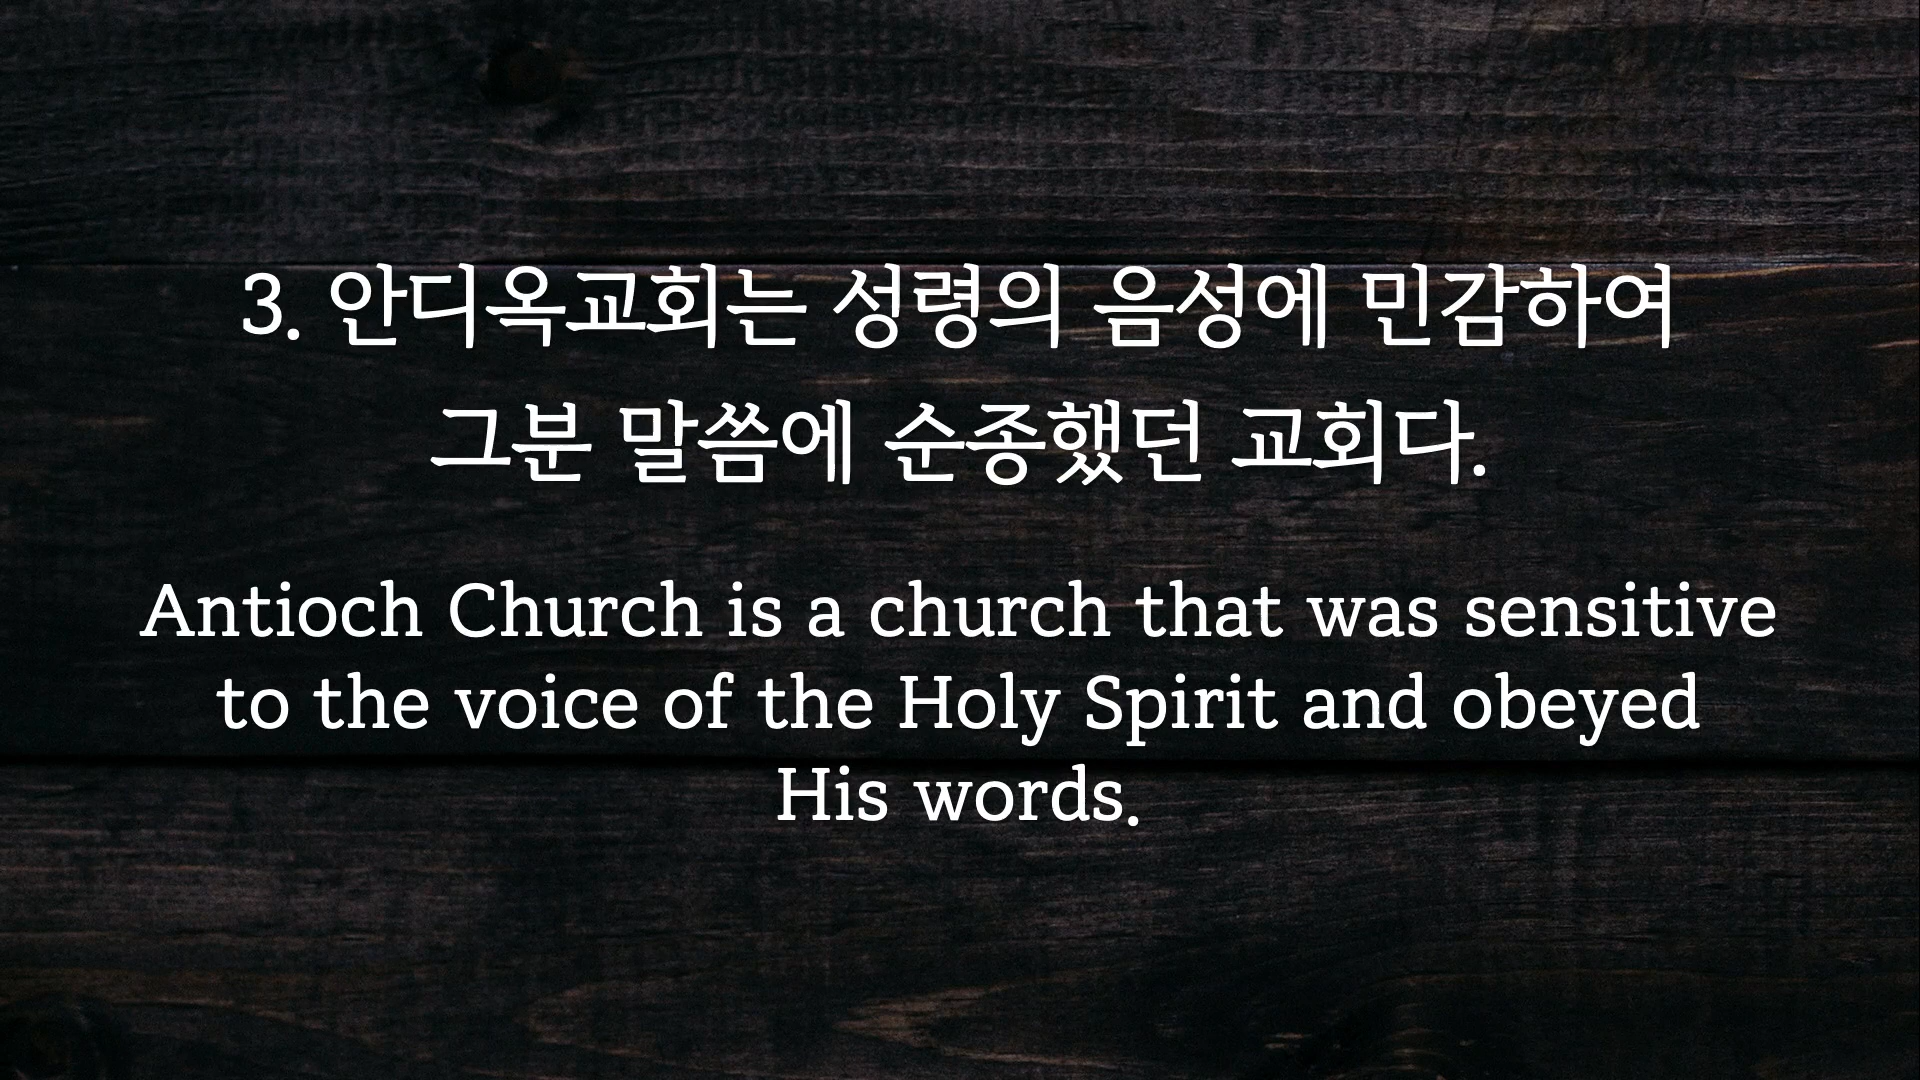 3. 안디옥교회는 성령의 음성에 민감하여
그분 말씀에 순종했던 교회다.
Antioch Church is a church that was sensitive
to the voice of the Holy Spirit and obeyed
His words.